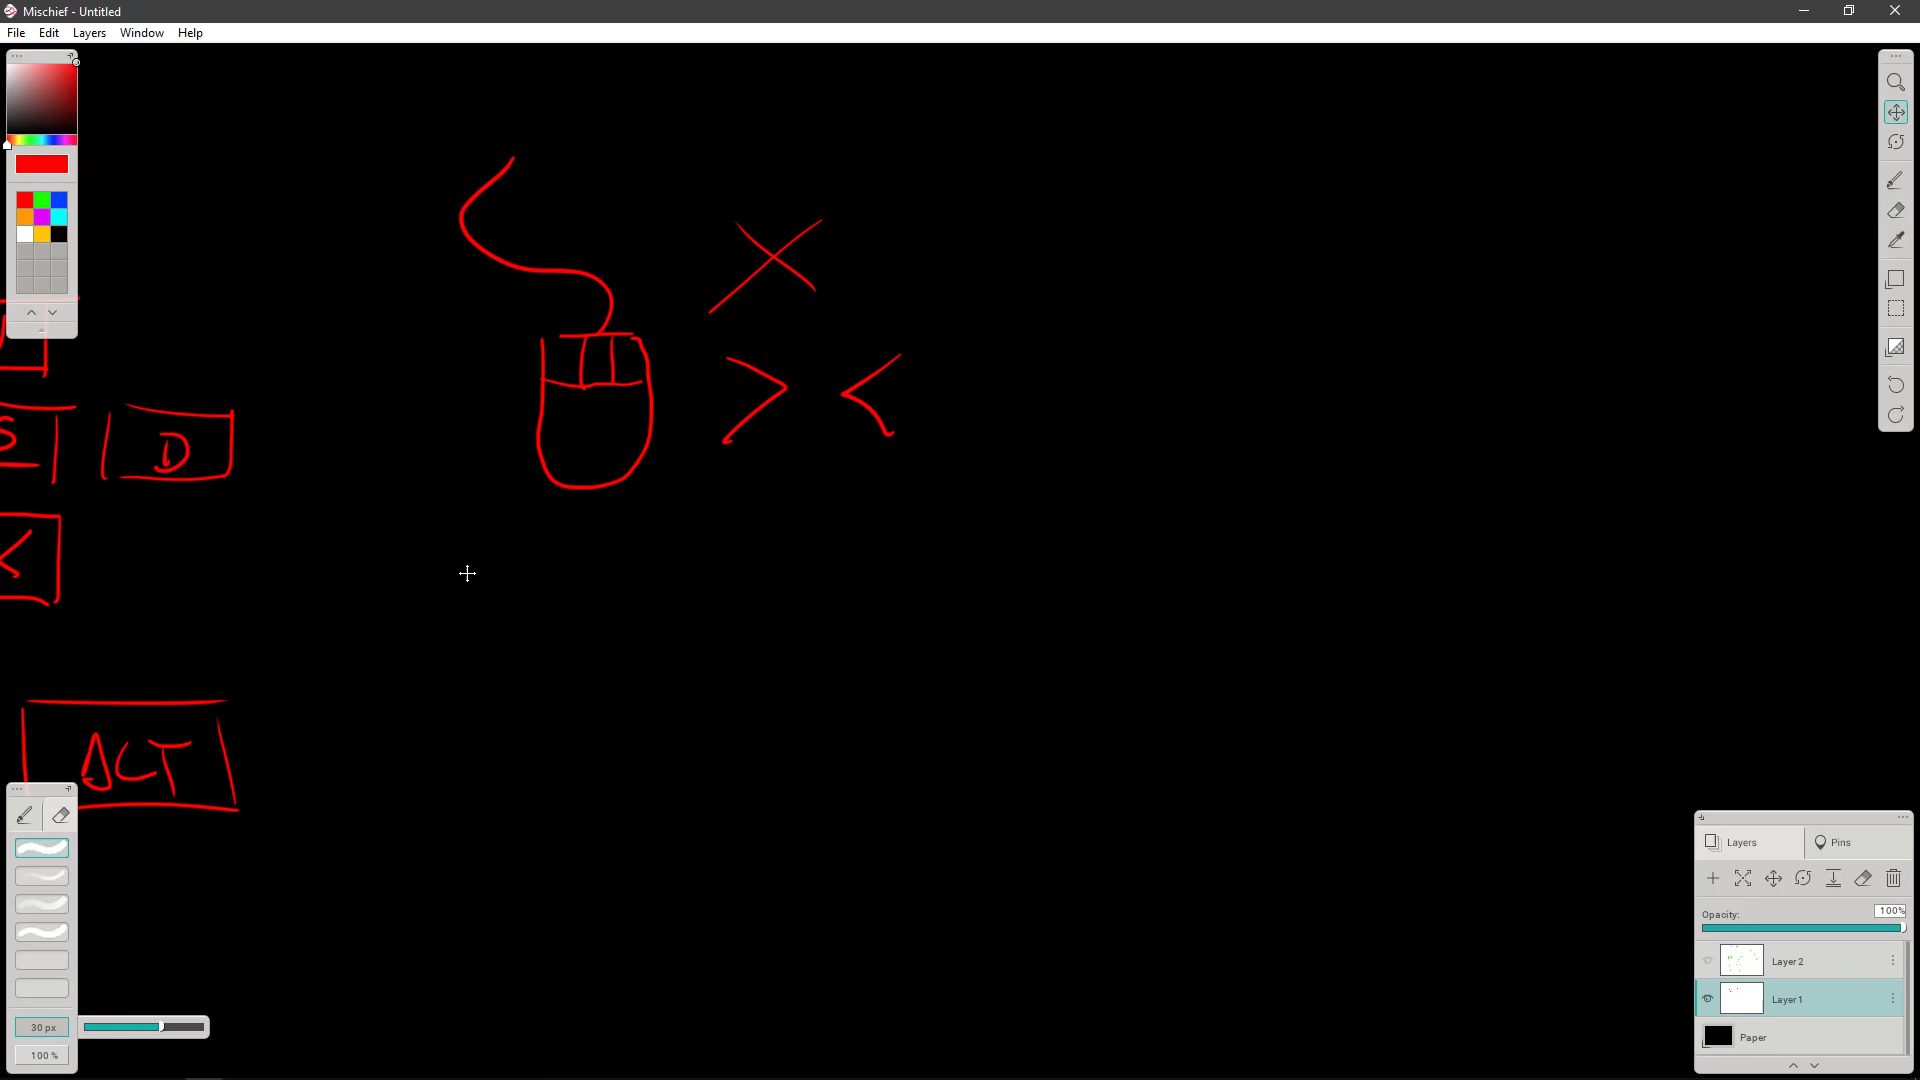 Mischief - Untitled
File Edit Layers Window Help
S D
ACT
30 px
100 %
Layers Pins
Opacity: 100%
Layer 2
Layer 1
Paper